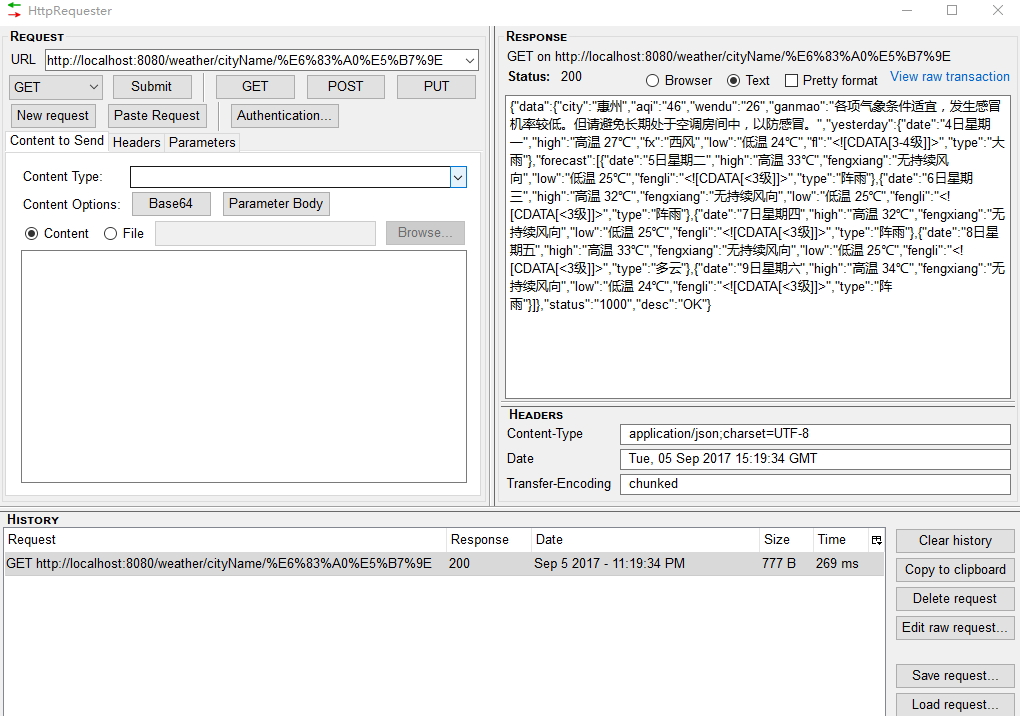 HttpRequester
REQUEST
URL http://localhost:8080/weather/cityName/%E6%83%A0%E5%B7%9E
GET Submit GET POST PUT
New request Paste Request Authentication...
Content to Send Headers Parameters
Content Type:
Content Options: Base64 Parameter Body
Content File Browse...
RESPONSE
GET on http://localhost:8080/weather/cityName/%E6%83%A0%E5%B7%9E
Status: 200 Browser Text Pretty format View raw transaction
{"data":{"city":"惠州","aqi":"46","wendu":"26","ganmao":"各项气象条件适宜，发生感冒
机率较低。但请避免长期处于空调房间中，以防感冒。","yesterday":{"date":"4日星期
一","high":"高温 27℃","fx":"西风","low":"低温 24℃","fl":"<![CDATA[3-4级]]>","type":"大
雨"},"forecast":[{"date":"5日星期二","high":"高温 33℃","fengxiang":"无持续风
向","low":"低温 25℃","fengli":"<![CDATA[<3级]]>","type":"阵雨"},{"date":"6日星期
三","high":"高温 32℃","fengxiang":"无持续风向","low":"低温 25℃","fengli":"<!
[CDATA[<3级]]>","type":"阵雨"},{"date":"7日星期四","high":"高温 32℃","fengxiang":"无
持续风向","low":"低温 25℃","fengli":"<![CDATA[<3级]]>","type":"阵雨"},{"date":"8日星
期五","high":"高温 33℃","fengxiang":"无持续风向","low":"低温 25℃","fengli":"<!
[CDATA[<3级]]>","type":"多云"},{"date":"9日星期六","high":"高温 34℃","fengxiang":"无
持续风向","low":"低温 24℃","fengli":"<![CDATA[<3级]]>","type":"阵
雨"}]},"status":"1000","desc":"OK"}
HEADERS
Content-Type application/json;charset=UTF-8
Date Tue, 05 Sep 2017 15:19:34 GMT
Transfer-Encoding chunked
HISTORY
Request Response Date Size Time
GET http://localhost:8080/weather/cityName/%E6%83%A0%E5%B7%9E 200 Sep 5 2017 - 11:19:34 PM 777 B 269 ms
Clear history
Copy to clipboard
Delete request
Edit raw request...
Save request...
Load request...